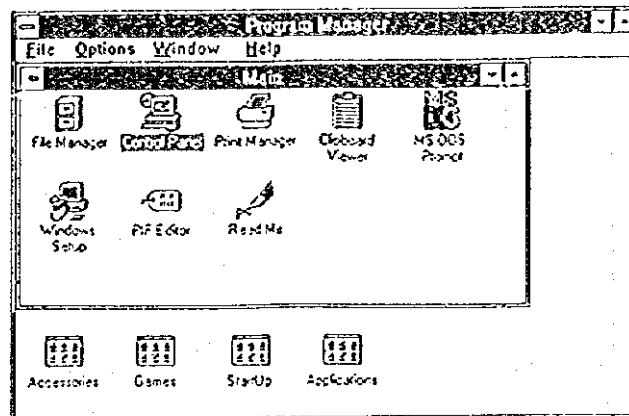 Program Manager
File Options Window Help
Main
File Manager
Control Panel
Print Manager
Clipboard
Viewer
MS-DOS
Prompt
Windows
Setup
PIF Editor
Read Me
Accessories
Games
StartUp
Applications